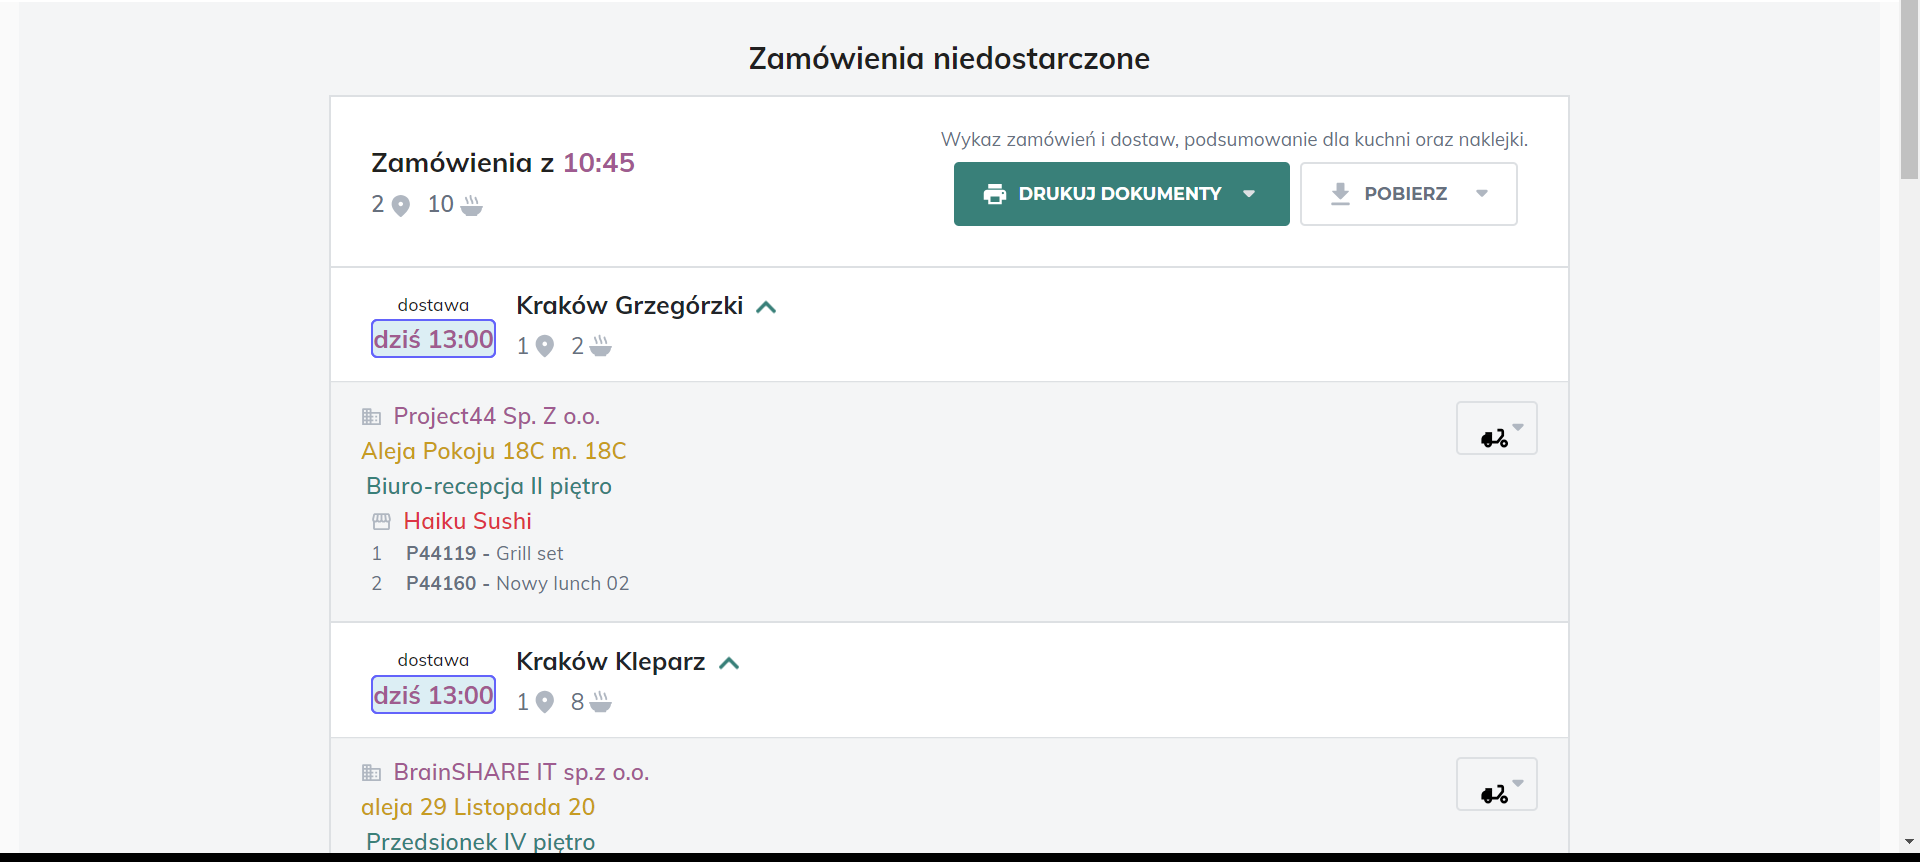 Zamówienia niedostarczone
Zamówienia z 10:45
2 10
Wykaz zamówień i dostaw, podsumowanie dla kuchni oraz naklejki.
DRUKUJ DOKUMENTY
POBIERZ
dostawa
dziś 13:00
Kraków Grzegórzki
1 2
Project44 Sp. Z o.o.
Aleja Pokoju 18C m. 18C
Biuro-recepcja II piętro
Haiku Sushi
1 P44119 - Grill set
2 P44160 - Nowy lunch 02
dostawa
dziś 13:00
Kraków Kleparz
1 8
BrainSHARE IT sp.z o.o.
aleja 29 Listopada 20
Przedsionek IV piętro